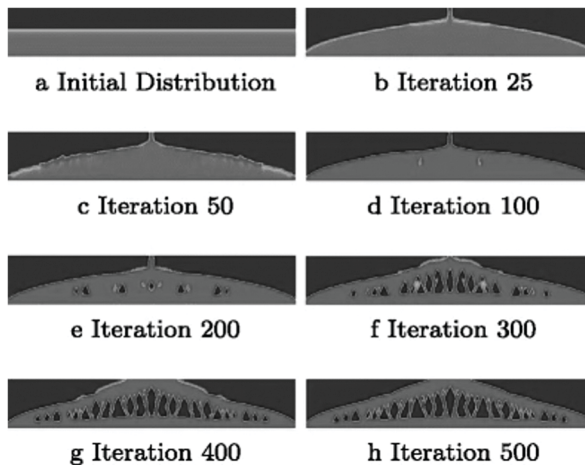 a Initial Distribution
b Iteration 25
c Iteration 50
d Iteration 100
e Iteration 200
f Iteration 300
g Iteration 400
h Iteration 500